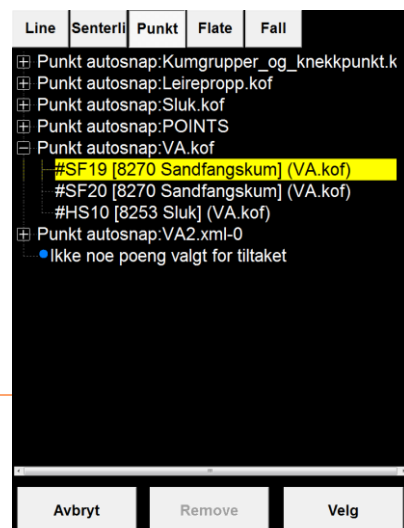 Line Senterli Punkt Flate Fall
Punkt autosnap:Kumgrupper_og_knekkpunkt.k
Punkt autosnap:Leirepropp.kof
Punkt autosnap:Sluk.kof
Punkt autosnap:POINTS
Punkt autosnap:VA.kof
#SF19 [8270 Sandfangskum] (VA.kof)
#SF20 [8270 Sandfangskum] (VA.kof)
#HS10 [8253 Sluk] (VA.kof)
Punkt autosnap:VA2.xml-0
Ikke noe poeng valgt for tiltaket
Avbryt Remove Velg